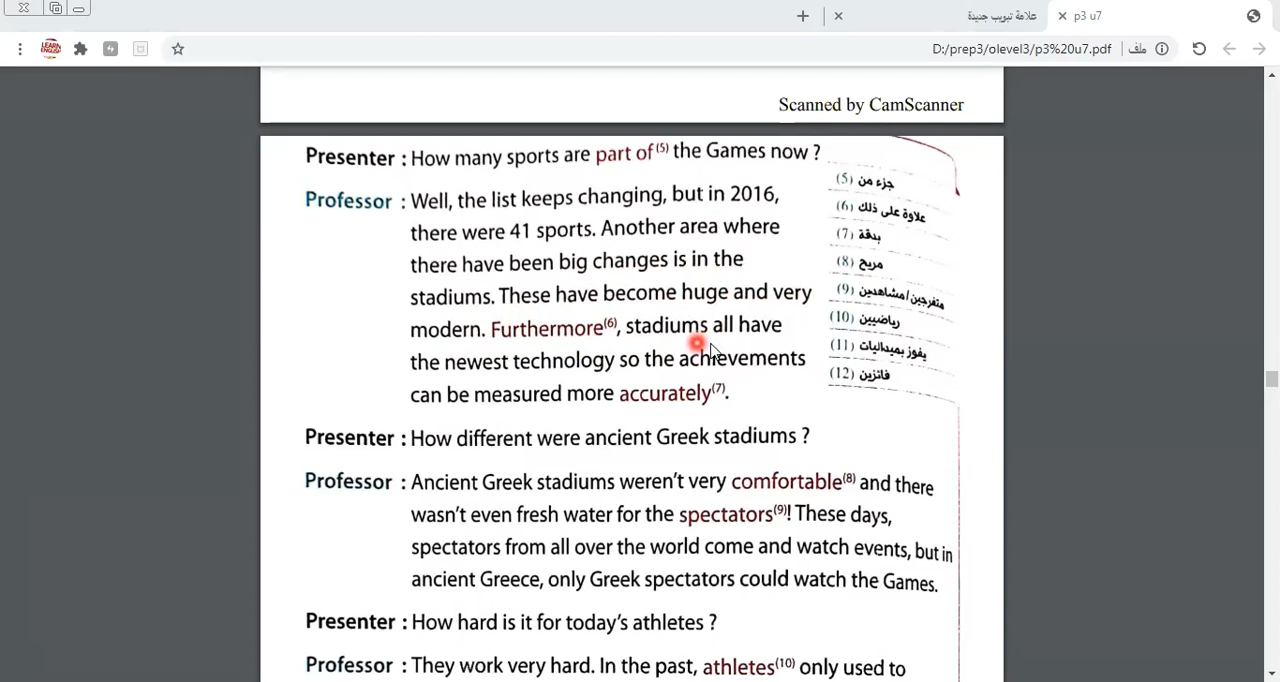 علامة تبويب جديدة
p3 u7
D:/prep3/olevel3/p3%20u7.pdf
ملف
LEARN ENGLISH
Scanned by CamScanner
Presenter : How many sports are part of(5) the Games now ?
Professor : Well, the list keeps changing, but in 2016,
there were 41 sports. Another area where
there have been big changes is in the
stadiums. These have become huge and very
modern. Furthermore(6), stadiums all have
the newest technology so the achievements
can be measured more accurately(7).
(5) جزء من
(6) علاوة على ذلك
(7) بدقة
(8) مريح
(9) متفرجين/مشاهدين
(10) رياضيين
(11) يفوز بميداليات
(12) فائزين
Presenter : How different were ancient Greek stadiums ?
Professor : Ancient Greek stadiums weren't very comfortable(8) and there
wasn't even fresh water for the spectators(9)! These days,
spectators from all over the world come and watch events, but in
ancient Greece, only Greek spectators could watch the Games.
Presenter : How hard is it for today's athletes ?
Professor : They work very hard. In the past, athletes(10) only used to